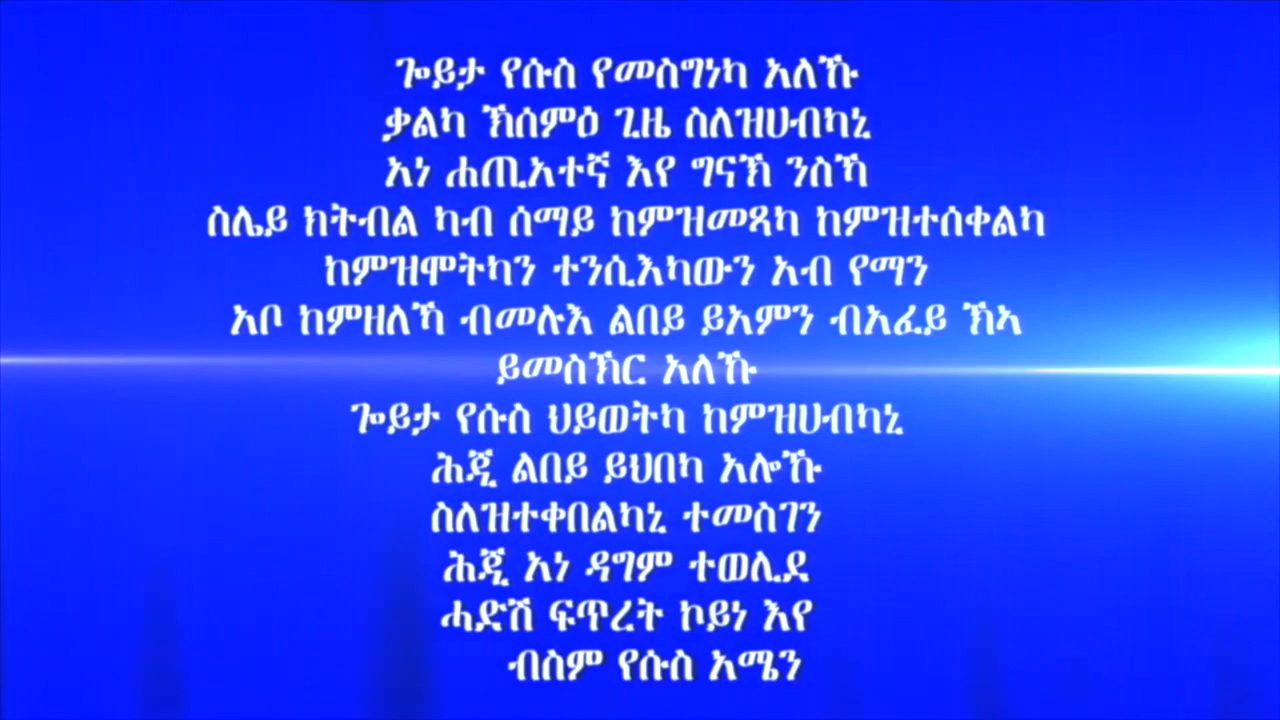 ጐይታ የሱስ የመስግነካ አለኹ
ቃልካ ኽሰምዕ ጊዜ ስለዝሀብካኒ
አነ ሐጢአተኛ እየ ግናኽ ንስኻ
ስሌይ ክትብል ካብ ሰማይ ከምዝመጻካ ከምዝተሰቀልካ
ከምዝሞትካን ተንሲእካውን አብ የማን
አቦ ከምዘለኻ ብመሉእ ልበይ ይአምን ብአፈይ ኽኣ
ይመስኽር አለኹ
ጐይታ የሱስ ህይወትካ ከምዝሀብካኒ
ሕጂ ልበይ ይህበካ አሎኹ
ስለዝተቀበልካኒ ተመስገን
ሕጂ አነ ዳግም ተወሊደ
ሓድሽ ፍጥረት ኮይነ እየ
ብስም የሱስ አሜን